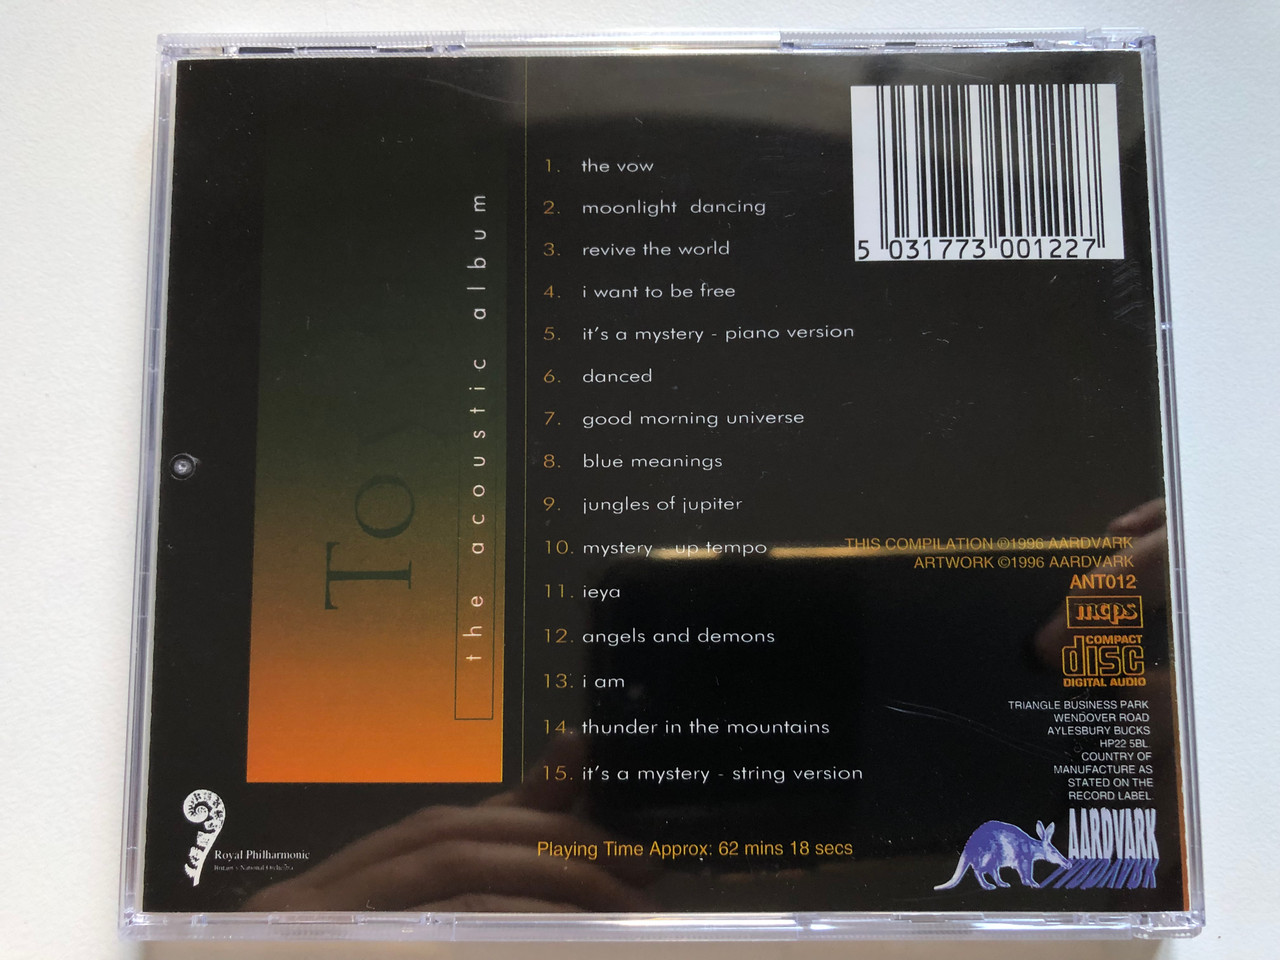 Toy
the acoustic album
1. the vow
2. moonlight dancing
3. revive the world
4. i want to be free
5. it's a mystery - piano version
6. danced
7. good morning universe
8. blue meanings
9. jungles of jupiter
10. mystery - up tempo
11. ieya
12. angels and demons
13. i am
14. thunder in the mountains
15. it's a mystery - string version
Playing Time Approx: 62 mins 18 secs
5 031773 001227
THIS COMPILATION ©1996 AARDVARK
ARTWORK ©1996 AARDVARK
ANT012
mcps
COMPACT
disc
DIGITAL AUDIO
TRIANGLE BUSINESS PARK
WENDOVER ROAD
AYLESBURY BUCKS
HP22 5BL.
COUNTRY OF
MANUFACTURE AS
STATED ON THE
RECORD LABEL.
AARDVARK
Royal Philharmonic
Britain's National Orchestra